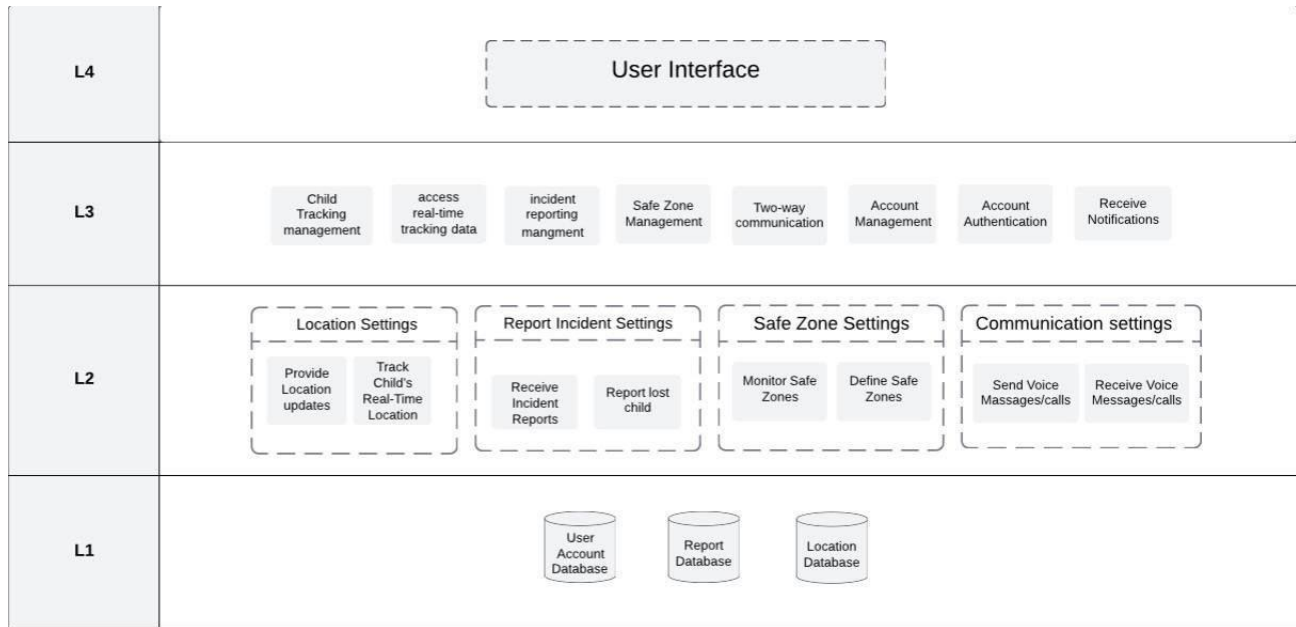 L4
User Interface
L3
Child
Tracking
management
access
real-time
tracking data
incident
reporting
mangment
Safe Zone
Management
Two-way
communication
Account
Management
Account
Authentication
Receive
Notifications
L2
Location Settings
Provide
Location
updates
Track
Child's
Real-Time
Location
Report Incident Settings
Receive
Incident
Reports
Report lost
child
Safe Zone Settings
Monitor Safe
Zones
Define Safe
Zones
Communication settings
Send Voice
Massages/calls
Receive Voice
Messages/calls
L1
User
Account
Database
Report
Database
Location
Database